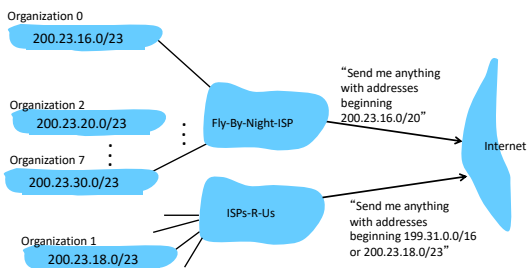 Organization 0
200.23.16.0/23
Organization 2
200.23.20.0/23
Organization 7
200.23.30.0/23
Organization 1
200.23.18.0/23
Fly-By-Night-ISP
ISPs-R-Us
“Send me anything
with addresses
beginning
200.23.16.0/20”
“Send me anything
with addresses
beginning 199.31.0.0/16
or 200.23.18.0/23”
Internet